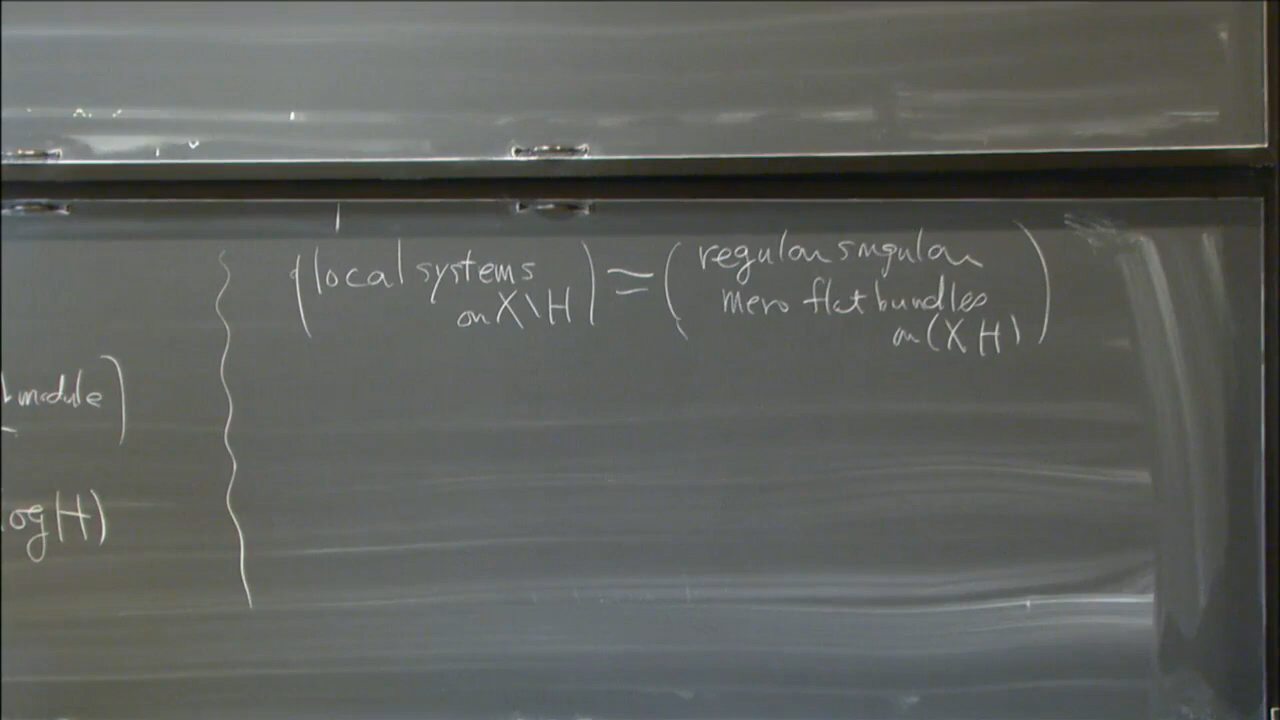 (local systems
on X\H) = (regular singular
mero flat bundles
on (X H))
module)
og H)